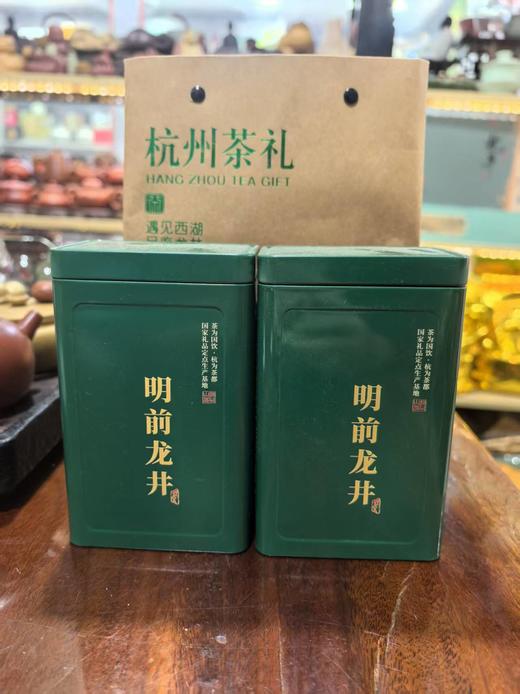 杭州茶礼
HANG ZHOU TEA GIFT
遇见西湖
茶为国饮·杭为茶都
国家礼品定点生产基地
明前龙井
茶为国饮·杭为茶都
国家礼品定点生产基地
明前龙井